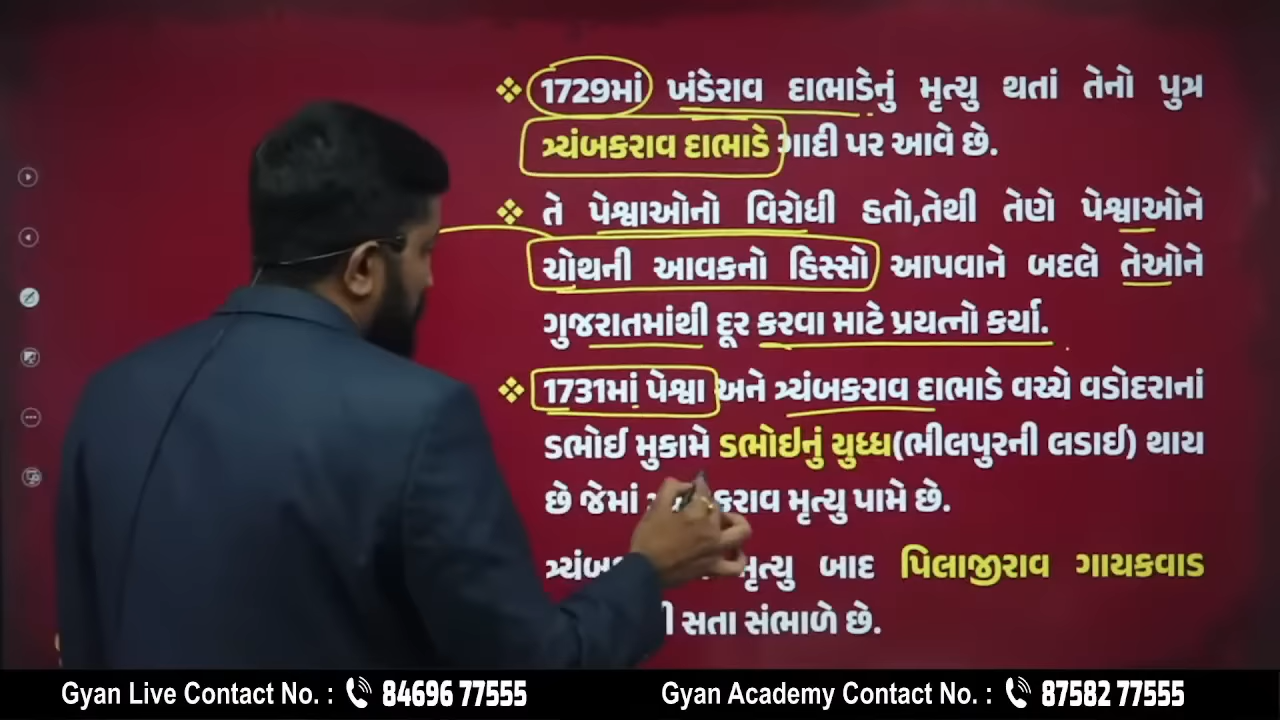 ❖ 1729માં ખંડેરાવ દાભાડેનું મૃત્યુ થતાં તેનો પુત્ર
ત્ર્યંબકરાવ દાભાડે ગાદી પર આવે છે.
❖ તે પેશ્વાઓનો વિરોધી હતો,તેથી તેણે પેશ્વાઓને
ચોથની આવકનો હિસ્સો આપવાને બદલે તેઓને
ગુજરાતમાંથી દૂર કરવા માટે પ્રયત્નો કર્યા.
❖ 1731માં પેશ્વા અને ત્ર્યંબકરાવ દાભાડે વચ્ચે વડોદરાનાં
ડભોઈ મુકામે ડભોઇનું યુધ્ધ(ભીલપુરની લડાઈ) થાય
છે જેમાં મૃત્યુ પામે છે.
મૃત્યુ બાદ પિલાજીરાવ ગાયકવાડ
સતા સંભાળે છે.
Gyan Live Contact No. : 84696 77555
Gyan Academy Contact No. : 87582 77555